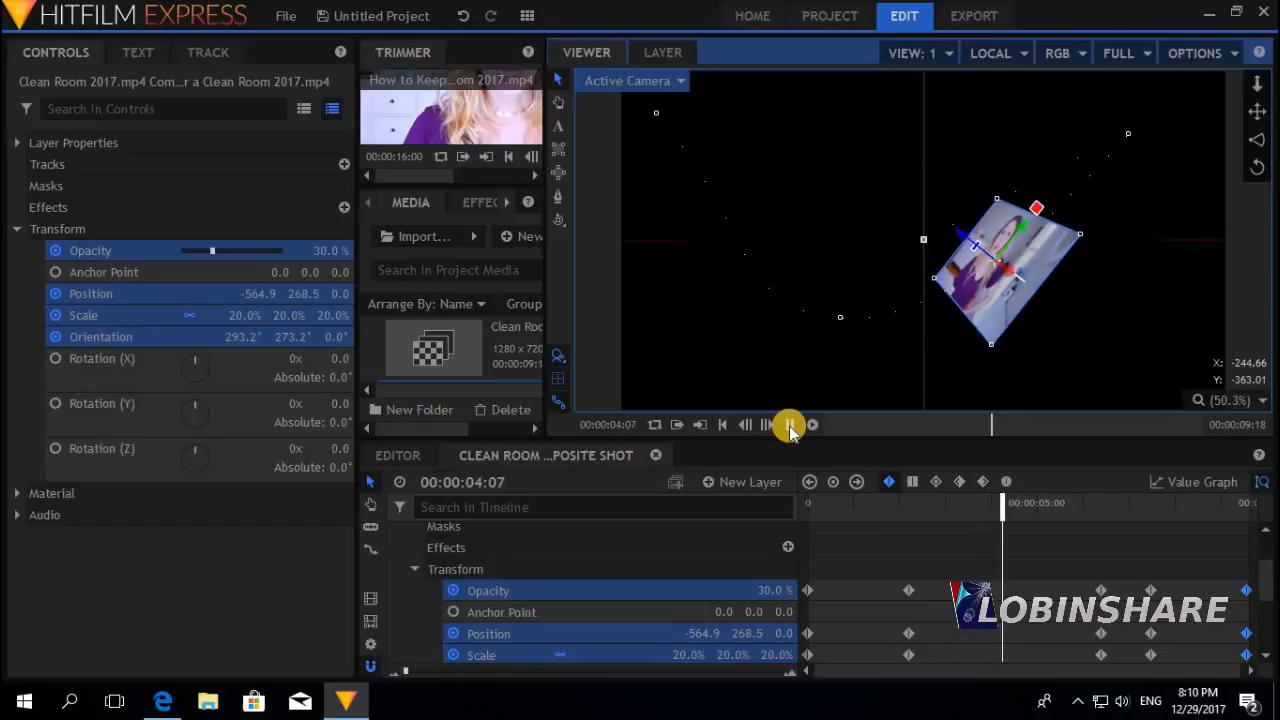 HITFILM EXPRESS File Untitled Project HOME PROJECT EDIT EXPORT
CONTROLS TEXT TRACK
Clean Room 2017.mp4 Com...r a Clean Room 2017.mp4
Search in Controls
Layer Properties
Tracks
Masks
Effects
Transform
Opacity 30.0 %
Anchor Point 0.0 0.0 0.0
Position -564.9 268.5 0.0
Scale 20.0% 20.0% 20.0%
Orientation 293.2° 273.2° 0.0°
Rotation (X) 0x 0.0
Absolute: 0.0°
Rotation (Y) 0x 0.0
Absolute: 0.0°
Rotation (Z) 0x 0.0
Absolute: 0.0°
Material
Audio
TRIMMER
How to Keep...om 2017.mp4
00:00:16:00
MEDIA EFFEC
Import... New
Search in Project Media
Arrange By: Name Group
Clean Roo
1280 x 720
00:00:09:1
New Folder Delete
VIEWER LAYER VIEW: 1 LOCAL RGB FULL OPTIONS
Active Camera
X: -244.66
Y: -363.01
(50.3%)
00:00:04:07 00:00:09:18
EDITOR CLEAN ROOM ...POSITE SHOT
00:00:04:07 New Layer Value Graph
Search in Timeline 0 00:00:05:00 00:0
Masks
Effects
Transform
Opacity 30.0 %
Anchor Point 0.0 0.0 0.0
Position -564.9 268.5 0.0
Scale 20.0% 20.0% 20.0%
LOBINSHARE
ENG 8:10 PM
12/29/2017 2